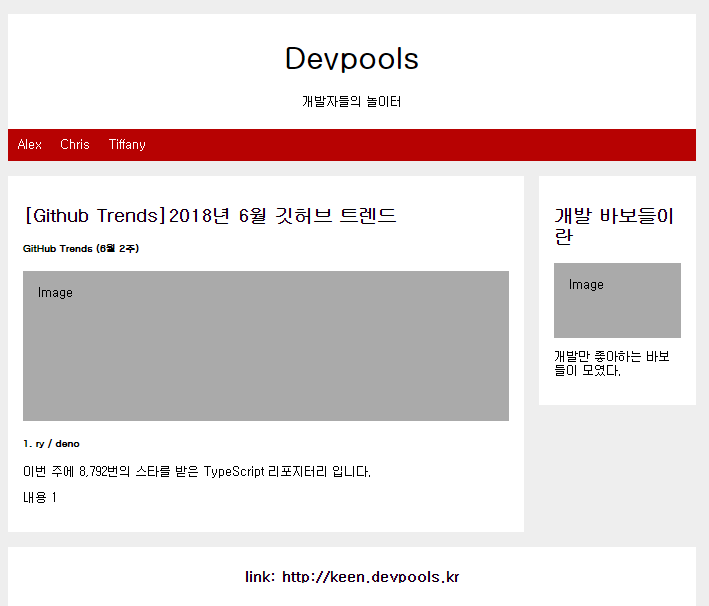 Devpools
개발자들의 놀이터
Alex Chris Tiffany
[Github Trends]2018년 6월 깃허브 트렌드
GitHub Trends (6월 2주)
Image
1. ry / deno
이번 주에 8,792번의 스타를 받은 TypeScript 리포지터리 입니다.
내용 1
개발 바보들이
란
Image
개발만 좋아하는 바보
들이 모였다.
link: http://keen.devpools.kr